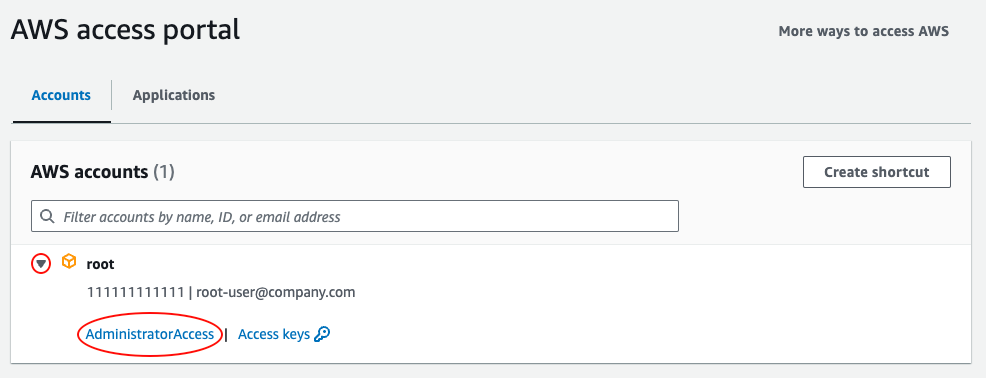 AWS access portal
More ways to access AWS
Accounts
Applications
AWS accounts (1)
Create shortcut
Filter accounts by name, ID, or email address
root
111111111111 | root-user@company.com
AdministratorAccess | Access keys